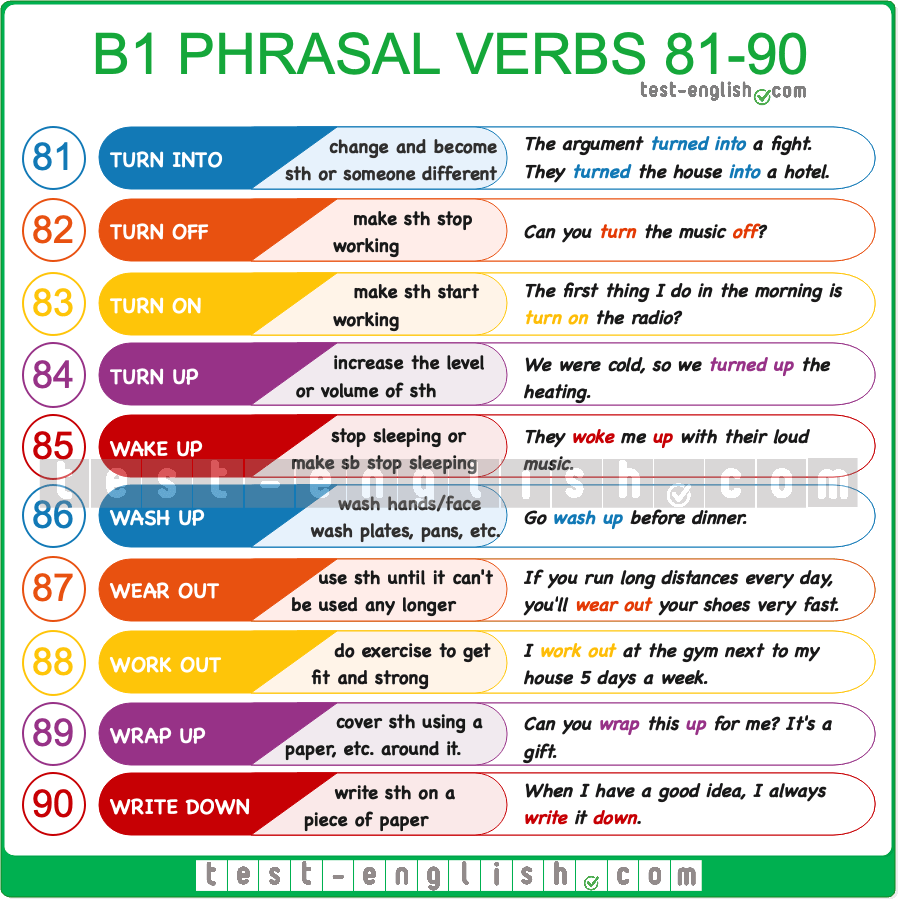 B1 PHRASAL VERBS 81-90
test-english.com
81
TURN INTO
change and become
sth or someone different
The argument turned into a fight.
They turned the house into a hotel.
82
TURN OFF
make sth stop
working
Can you turn the music off?
83
TURN ON
make sth start
working
The first thing I do in the morning is
turn on the radio?
84
TURN UP
increase the level
or volume of sth
We were cold, so we turned up the
heating.
85
WAKE UP
stop sleeping or
make sb stop sleeping
They woke me up with their loud
music.
test-english.com
86
WASH UP
wash hands/face
wash plates, pans, etc.
Go wash up before dinner.
87
WEAR OUT
use sth until it can't
be used any longer
If you run long distances every day,
you'll wear out your shoes very fast.
88
WORK OUT
do exercise to get
fit and strong
I work out at the gym next to my
house 5 days a week.
89
WRAP UP
cover sth using a
paper, etc. around it.
Can you wrap this up for me? It's a
gift.
90
WRITE DOWN
write sth on a
piece of paper
When I have a good idea, I always
write it down.
test-english.com